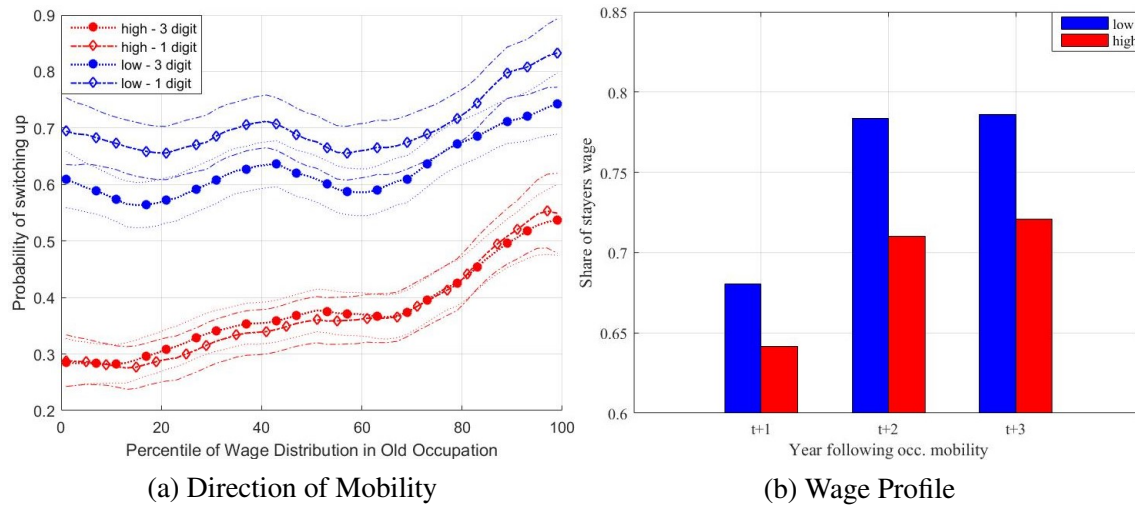 high - 3 digit
high - 1 digit
low - 3 digit
low - 1 digit
Probability of switching up
0.9
0.8
0.7
0.6
0.5
0.4
0.3
0.2
0 20 40 60 80 100
Percentile of Wage Distribution in Old Occupation
(a) Direction of Mobility
low
high
Share of stayers wage
0.85
0.8
0.75
0.7
0.65
0.6
t+1 t+2 t+3
Year following occ. mobility
(b) Wage Profile